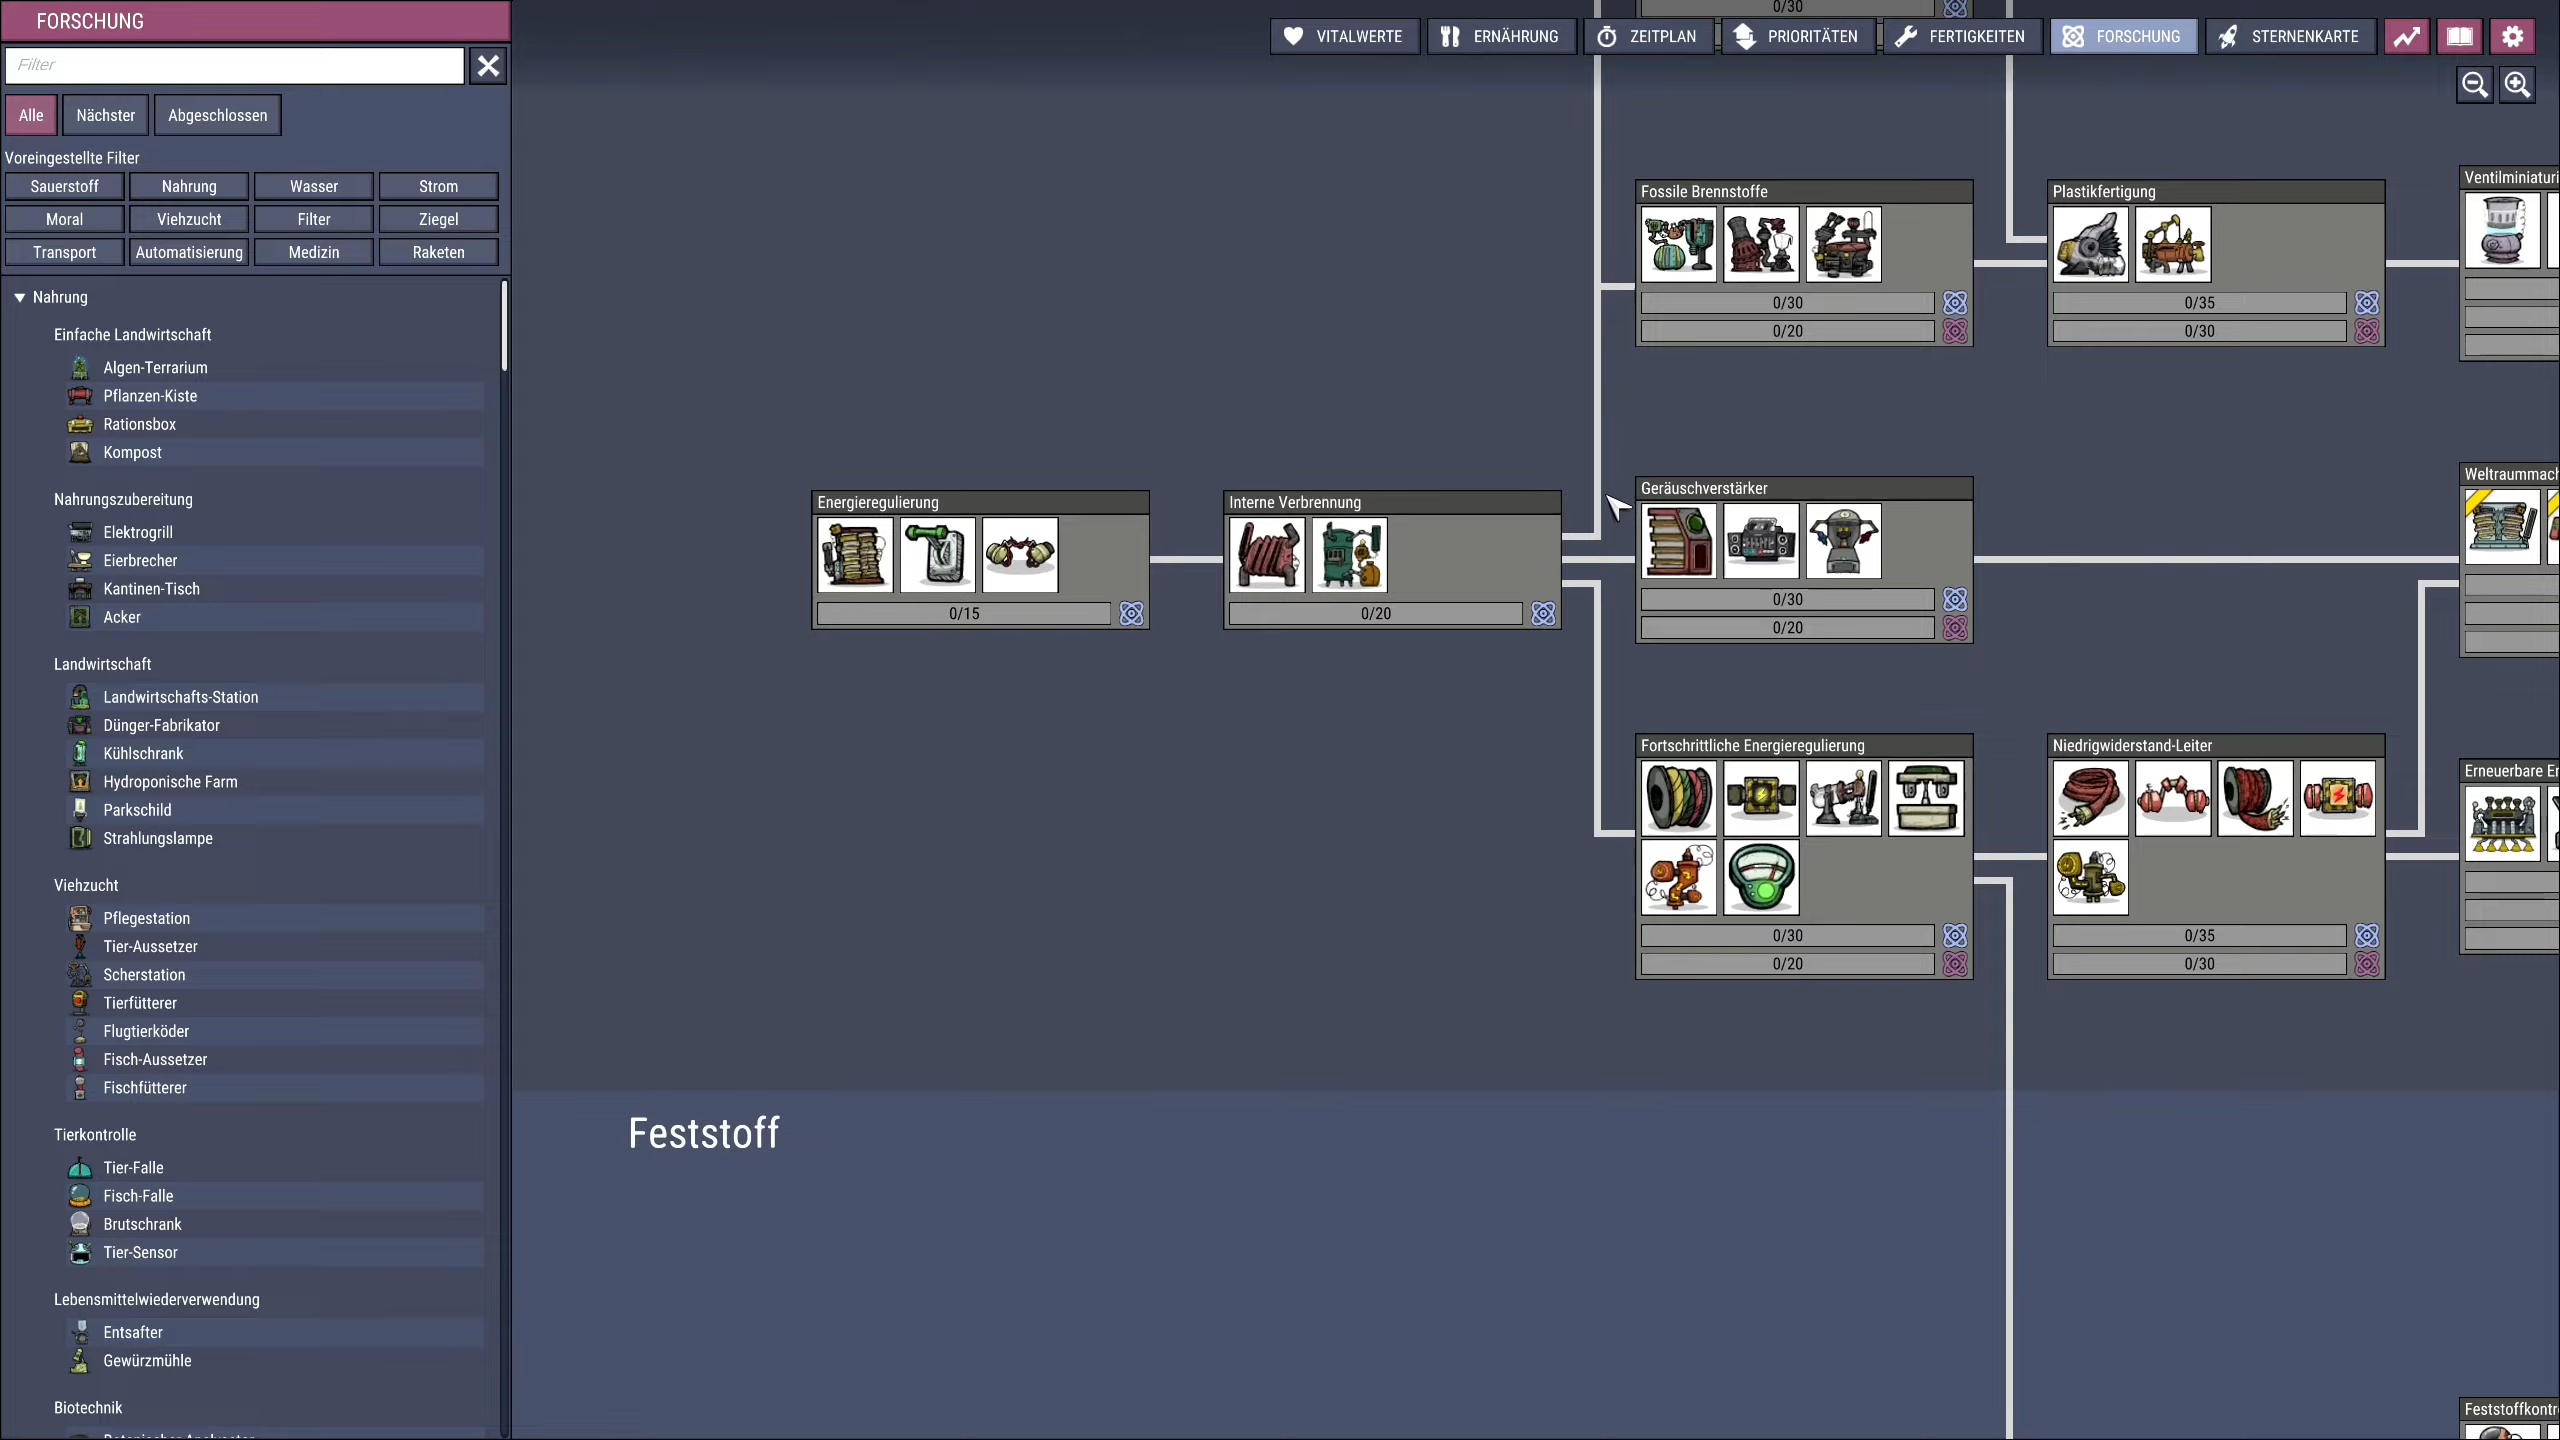 FORSCHUNG
Filter
Alle
Nächster
Abgeschlossen
Voreingestellte Filter
Sauerstoff
Nahrung
Wasser
Strom
Moral
Viehzucht
Filter
Ziegel
Transport
Automatisierung
Medizin
Raketen
Nahrung
Einfache Landwirtschaft
Algen-Terrarium
Pflanzen-Kiste
Rationsbox
Kompost
Nahrungszubereitung
Elektrogrill
Eierbrecher
Kantinen-Tisch
Acker
Landwirtschaft
Landwirtschafts-Station
Dünger-Fabrikator
Kühlschrank
Hydroponische Farm
Parkschild
Strahlungslampe
Viehzucht
Pflegestation
Tier-Aussetzer
Scherstation
Tierfütterer
Flugtierköder
Fisch-Aussetzer
Fischfütterer
Tierkontrolle
Tier-Falle
Fisch-Falle
Brutschrank
Tier-Sensor
Lebensmittelwiederverwendung
Entsafter
Gewürzmühle
Biotechnik
0/30
VITALWERTE
ERNÄHRUNG
ZEITPLAN
PRIORITÄTEN
FERTIGKEITEN
FORSCHUNG
STERNENKARTE
Fossile Brennstoffe
0/30
0/20
Plastikfertigung
0/35
0/30
Ventilminiaturi
Energieregulierung
0/15
Interne Verbrennung
0/20
Geräuschverstärker
0/30
0/20
Weltraummach
Fortschrittliche Energieregulierung
0/30
0/20
Niedrigwiderstand-Leiter
0/35
0/30
Erneuerbare Er
Feststoff
Feststoffkontr